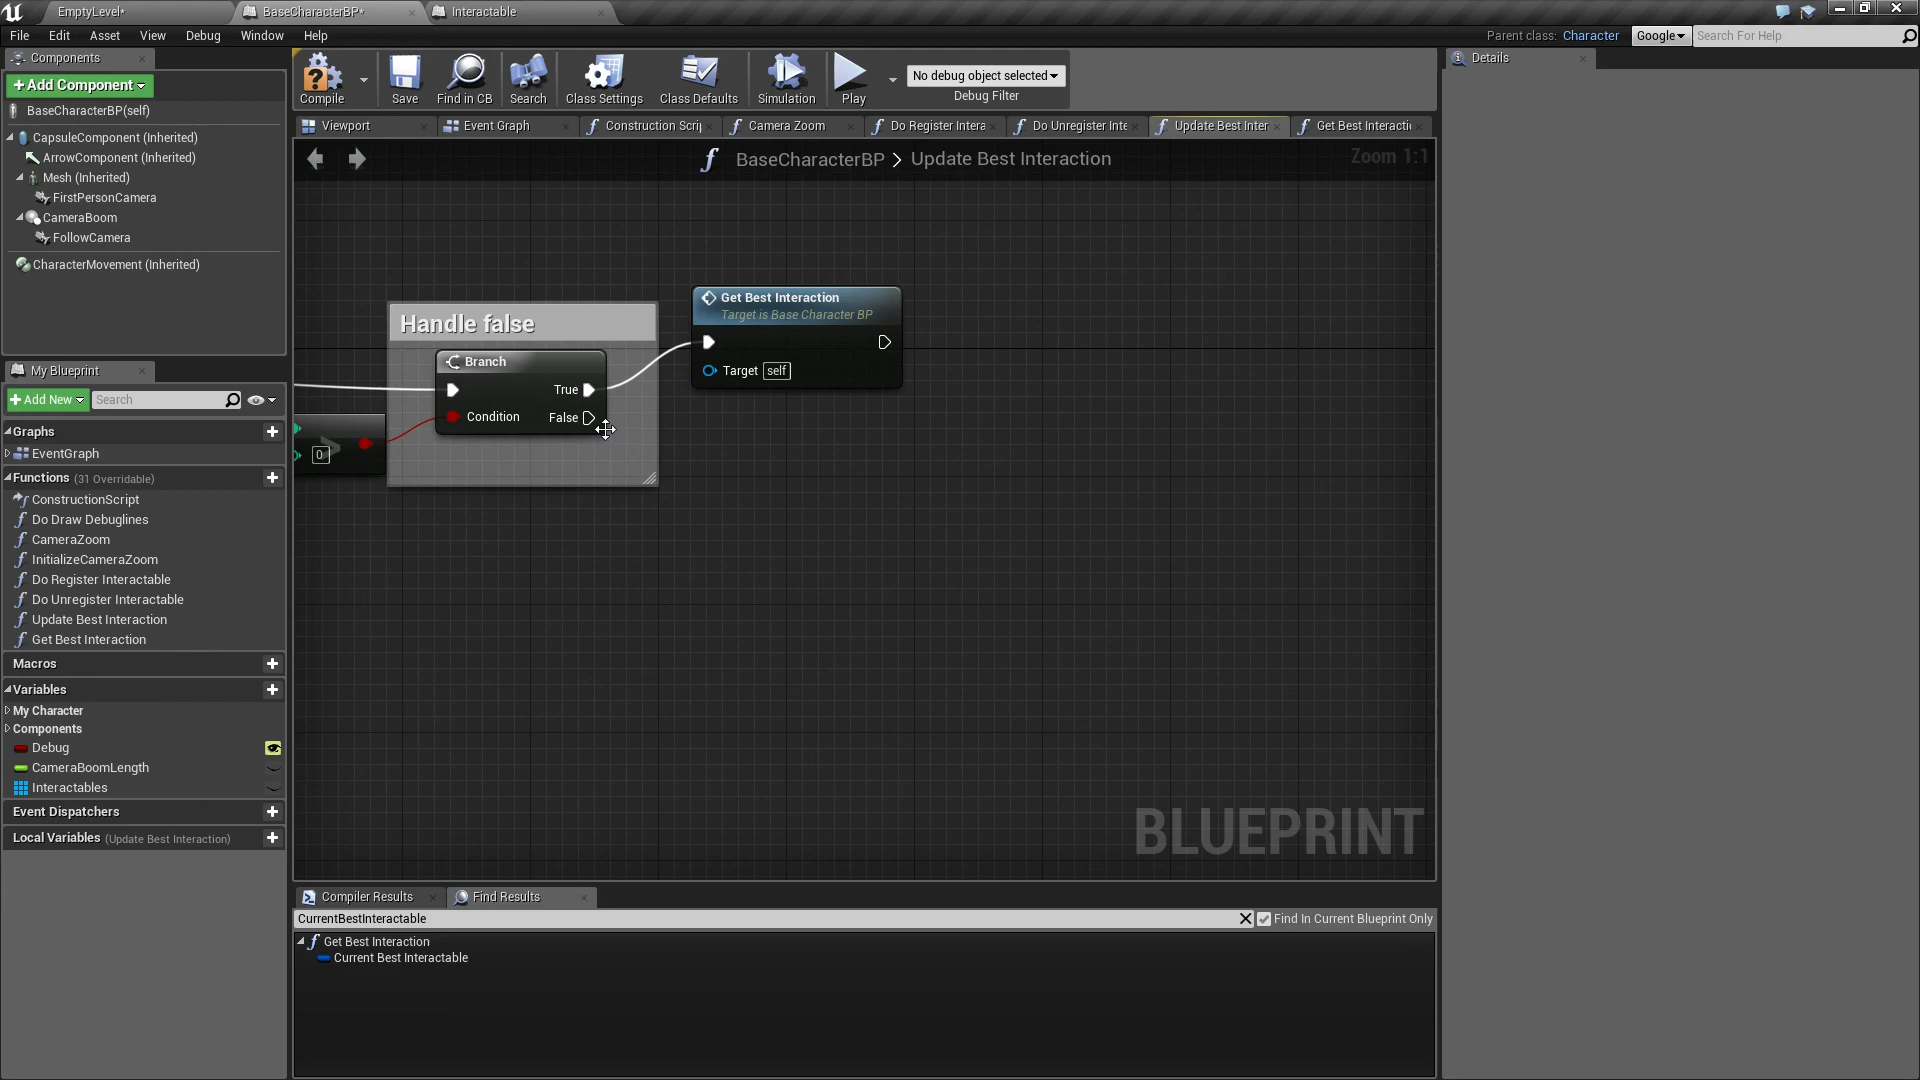 EmptyLevel*
BaseCharacterBP*
Interactable
File
Edit
Asset
View
Debug
Window
Help
Parent class: Character
Google
Search For Help
Components
+Add Component
BaseCharacterBP(self)
CapsuleComponent (Inherited)
ArrowComponent (Inherited)
Mesh (Inherited)
FirstPersonCamera
CameraBoom
FollowCamera
CharacterMovement (Inherited)
Compile
Save
Find in CB
Search
Class Settings
Class Defaults
Simulation
Play
No debug object selected
Debug Filter
Details
Viewport
Event Graph
Construction Scrip
Camera Zoom
Do Register Intera
Do Unregister Inte
Update Best Inter
Get Best Interacti
BaseCharacterBP > Update Best Interaction
Zoom 1:1
Handle false
Branch
True
Condition
False
0
Get Best Interaction
Target is Base Character BP
Target self
BLUEPRINT
My Blueprint
+Add New
Search
Graphs
EventGraph
Functions (31 Overridable)
ConstructionScript
Do Draw Debuglines
CameraZoom
InitializeCameraZoom
Do Register Interactable
Do Unregister Interactable
Update Best Interaction
Get Best Interaction
Macros
Variables
My Character
Components
Debug
CameraBoomLength
Interactables
Event Dispatchers
Local Variables (Update Best Interaction)
Compiler Results
Find Results
CurrentBestInteractable
Find In Current Blueprint Only
Get Best Interaction
Current Best Interactable